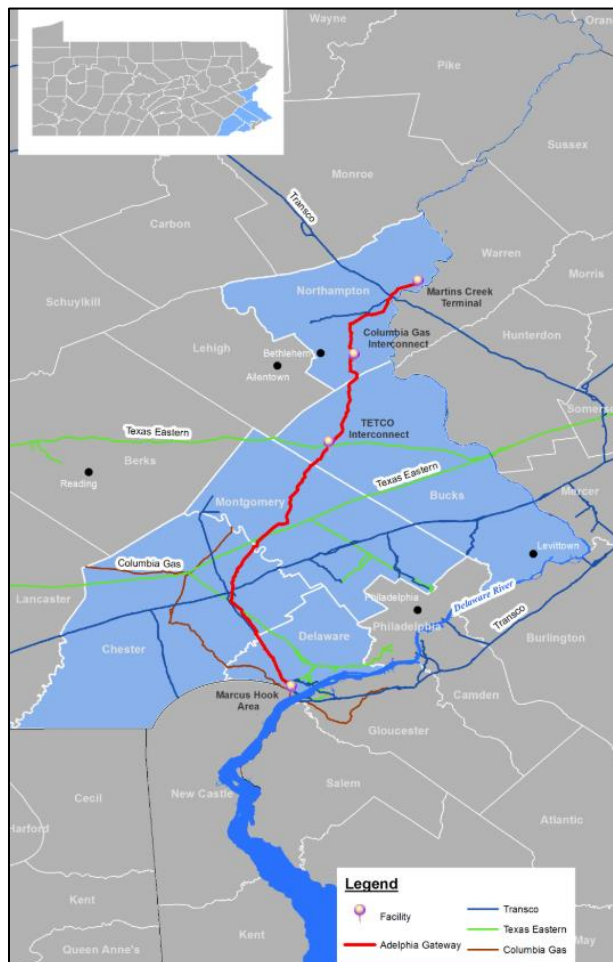 Wayne
Orange
Pike
Sussex
Monroe
Transco
Carbon
Warren
Morris
Northampton
Martins Creek
Terminal
Schuylkill
Columbia Gas
Interconnect
Hunterdon
Lehigh
Bethlehem
Allentown
TETCO
Interconnect
Somerset
Texas Eastern
Berks
Texas Eastern
Reading
Montgomery
Bucks
Mercer
Levittown
Columbia Gas
Lancaster
Philadelphia
Delaware River
Philadelphia
Transco
Delaware
Burlington
Chester
Marcus Hook
Area
Camden
Gloucester
New Castle
Salem
Cecil
Atlantic
Harford
Kent
Kent
Queen Anne's
May
Legend
Facility
Adelphia Gateway
Transco
Texas Eastern
Columbia Gas